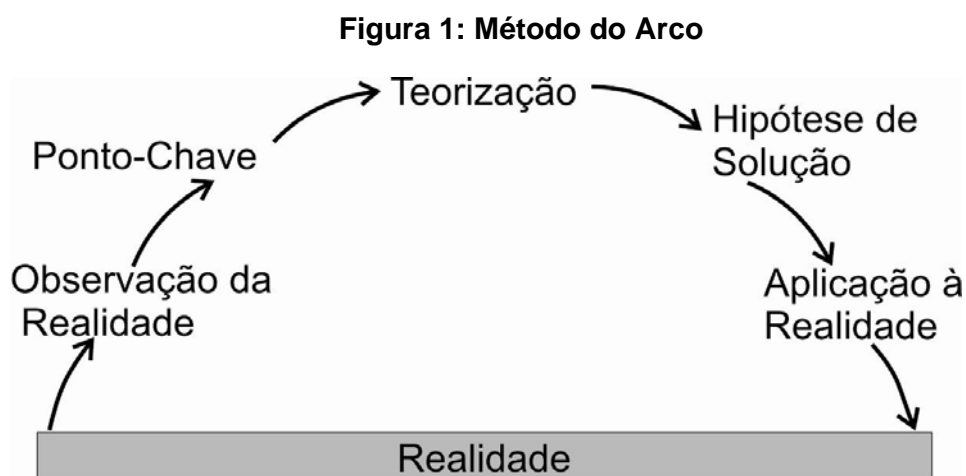 Figura 1: Método do Arco
Teorização
Hipótese de
Solução
Ponto-Chave
Observação da
Realidade
Aplicação à
Realidade
Realidade